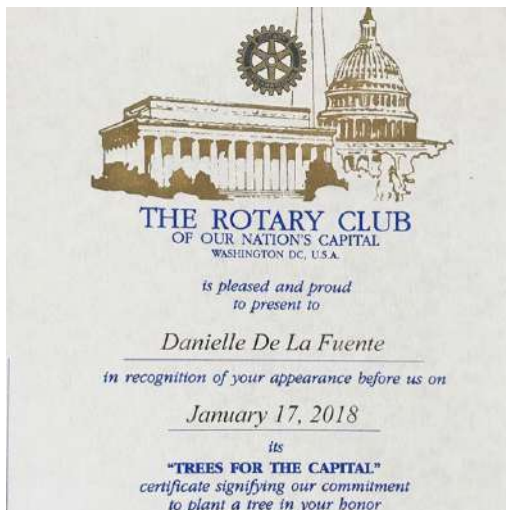 THE ROTARY CLUB
OF OUR NATION'S CAPITAL
WASHINGTON DC, U.S.A.
is pleased and proud
to present to
Danielle De La Fuente
in recognition of your appearance before us on
January 17, 2018
its
"TREES FOR THE CAPITAL"
certificate signifying our commitment
to plant a tree in your honor